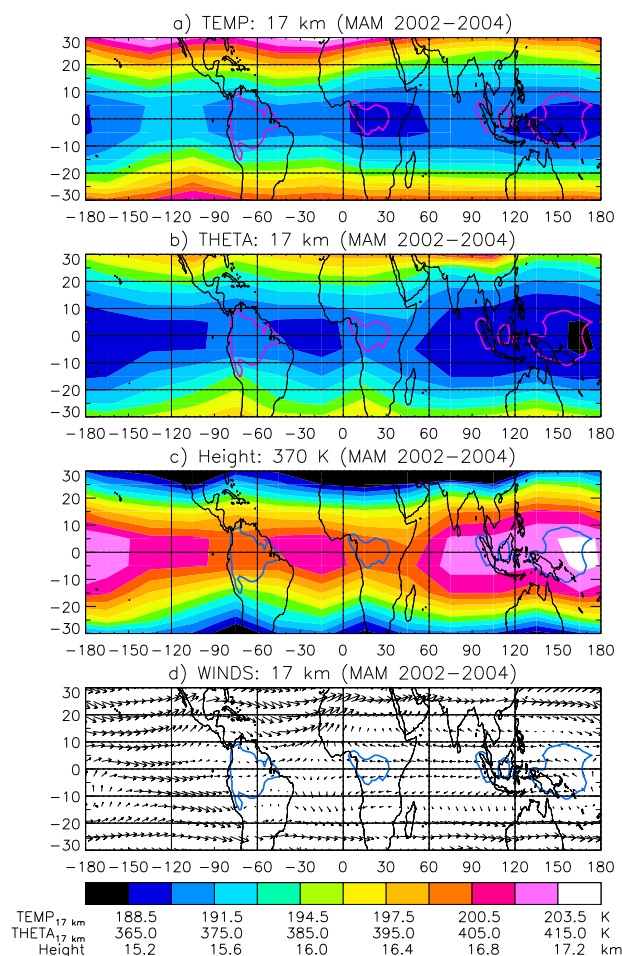 a) TEMP: 17 km (MAM 2002−2004)
30
20
10
0
−10
−20
−30
−180 −150 −120 −90 −60 −30 0 30 60 90 120 150 180
b) THETA: 17 km (MAM 2002−2004)
30
20
10
0
−10
−20
−30
−180 −150 −120 −90 −60 −30 0 30 60 90 120 150 180
c) Height: 370 K (MAM 2002−2004)
30
20
10
0
−10
−20
−30
−180 −150 −120 −90 −60 −30 0 30 60 90 120 150 180
d) WINDS: 17 km (MAM 2002−2004)
30
20
10
0
−10
−20
−30
−180 −150 −120 −90 −60 −30 0 30 60 90 120 150 180
TEMP17 km 188.5 191.5 194.5 197.5 200.5 203.5 K
THETA17 km 365.0 375.0 385.0 395.0 405.0 415.0 K
Height 15.2 15.6 16.0 16.4 16.8 17.2 km